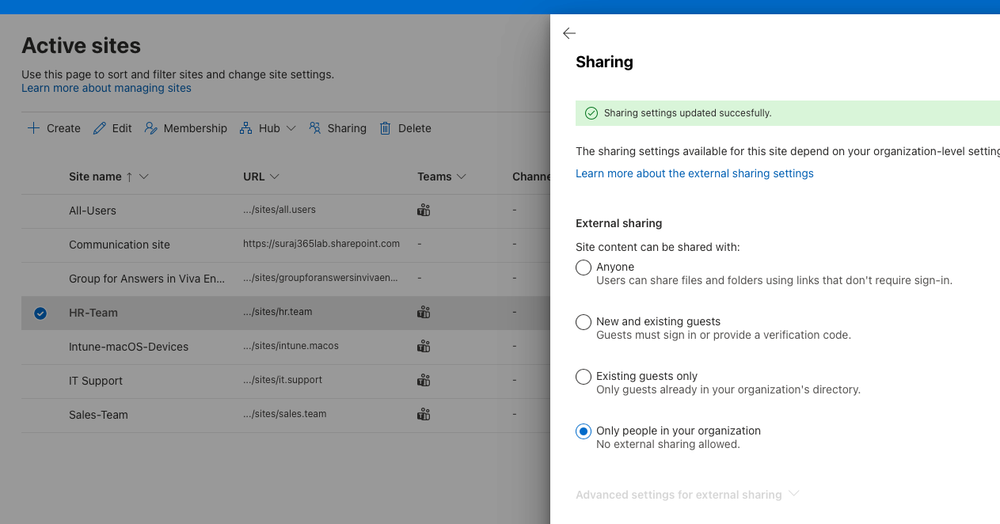 Active sites
Use this page to sort and filter sites and change site settings.
Learn more about managing sites
Create Edit Membership Hub Sharing Delete
Site name ↑ URL Teams Channe
All-Users …/sites/all.users -
Communication site https://suraj365lab.sharepoint.com - -
Group for Answers in Viva En... …/sites/groupforanswersinvivaen... - -
HR-Team …/sites/hr.team -
Intune-macOS-Devices …/sites/intune.macos -
IT Support …/sites/it.support -
Sales-Team …/sites/sales.team -
Sharing
Sharing settings updated succesfully.
The sharing settings available for this site depend on your organization-level setting
Learn more about the external sharing settings
External sharing
Site content can be shared with:
Anyone
Users can share files and folders using links that don't require sign-in.
New and existing guests
Guests must sign in or provide a verification code.
Existing guests only
Only guests already in your organization's directory.
Only people in your organization
No external sharing allowed.
Advanced settings for external sharing